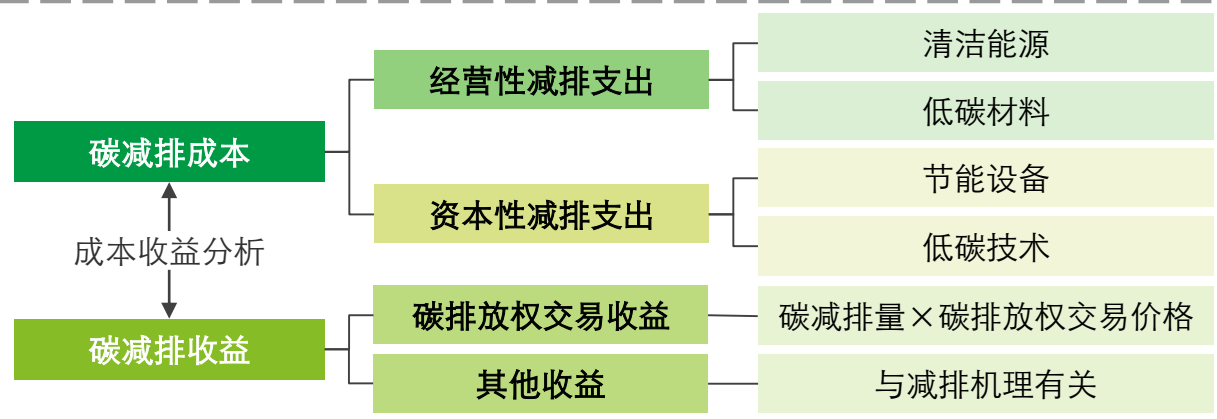 碳减排成本
经营性减排支出
清洁能源
低碳材料
资本性减排支出
节能设备
低碳技术
成本收益分析
碳减排收益
碳排放权交易收益
碳减排量×碳排放权交易价格
其他收益
与减排机理有关